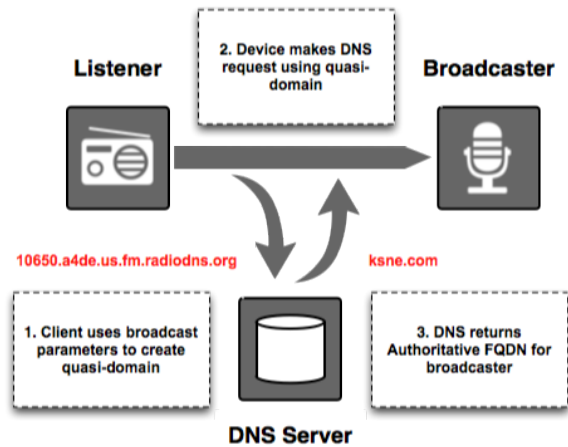 2. Device makes DNS
request using quasi-
domain
Listener
Broadcaster
10650.a4de.us.fm.radiodns.org
ksne.com
1. Client uses broadcast
parameters to create
quasi-domain
3. DNS returns
Authoritative FQDN for
broadcaster
DNS Server